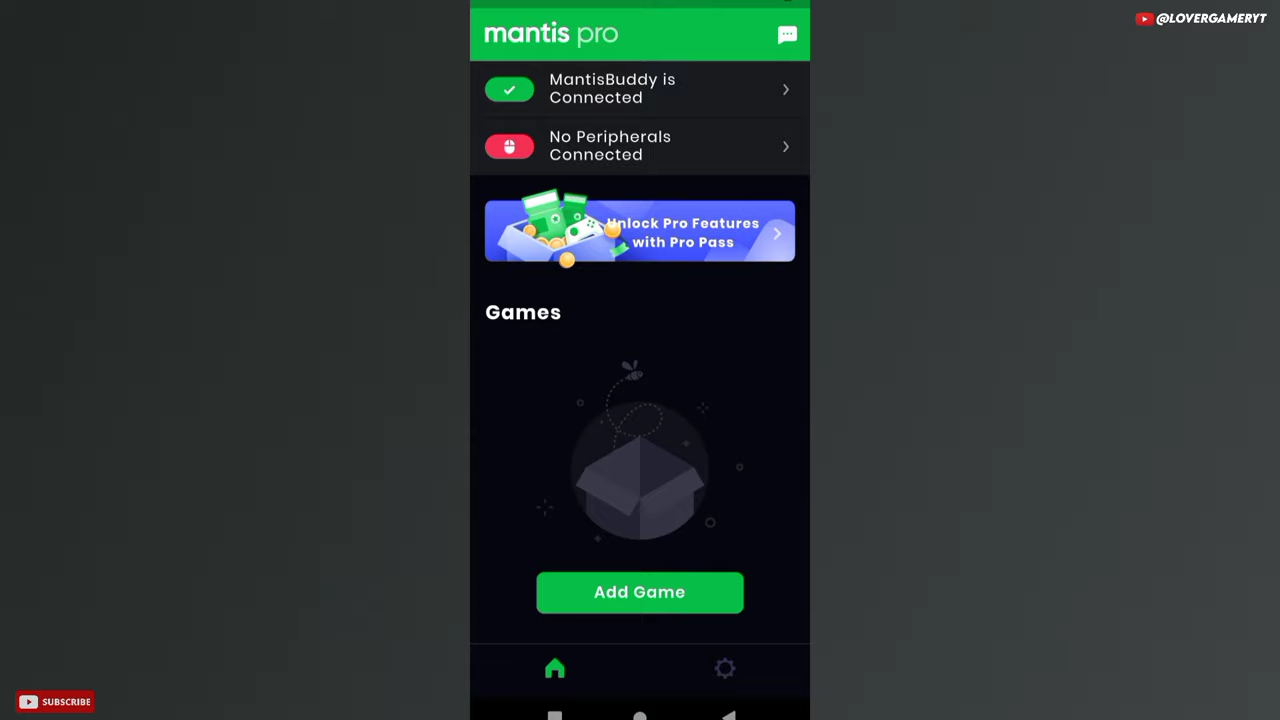 @LOVERGAMERYT
mantis pro
MantisBuddy is
Connected
No Peripherals
Connected
Unlock Pro Features
with Pro Pass
Games
Add Game
SUBSCRIBE